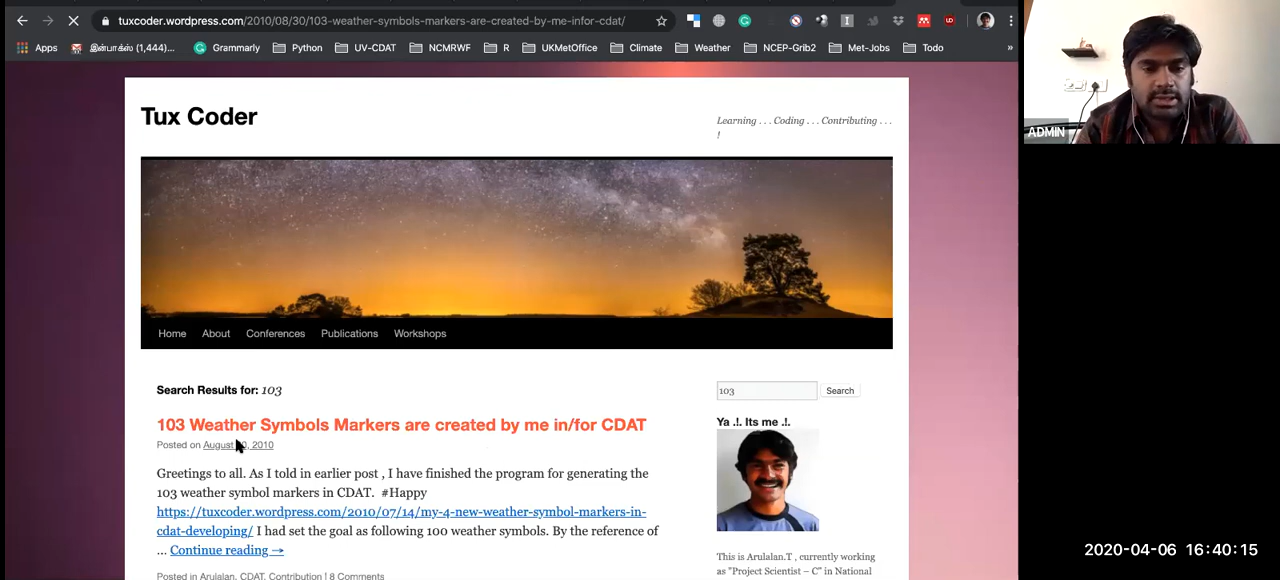 tuxcoder.wordpress.com/2010/08/30/103-weather-symbols-markers-are-created-by-me-infor-cdat/
Apps இன்பாக்ஸ் (1,444)... Grammarly Python UV-CDAT NCMRWF R UKMetOffice Climate Weather NCEP-Grib2 Met-Jobs Todo »
ADMIN
Tux Coder
Learning . . . Coding . . . Contributing . . .
!
Home About Conferences Publications Workshops
Search Results for: 103
103 Search
103 Weather Symbols Markers are created by me in/for CDAT
Posted on August 30, 2010
Ya .!. Its me .!.
Greetings to all. As I told in earlier post , I have finished the program for generating the
103 weather symbol markers in CDAT.  #Happy
https://tuxcoder.wordpress.com/2010/07/14/my-4-new-weather-symbol-markers-in-
cdat-developing/ I had set the goal as following 100 weather symbols. By the reference of
... Continue reading →
Posted in Arulalan, CDAT, Contribution | 8 Comments
This is Arulalan.T , currently working
as "Project Scientist – C" in National
2020-04-06 16:40:15